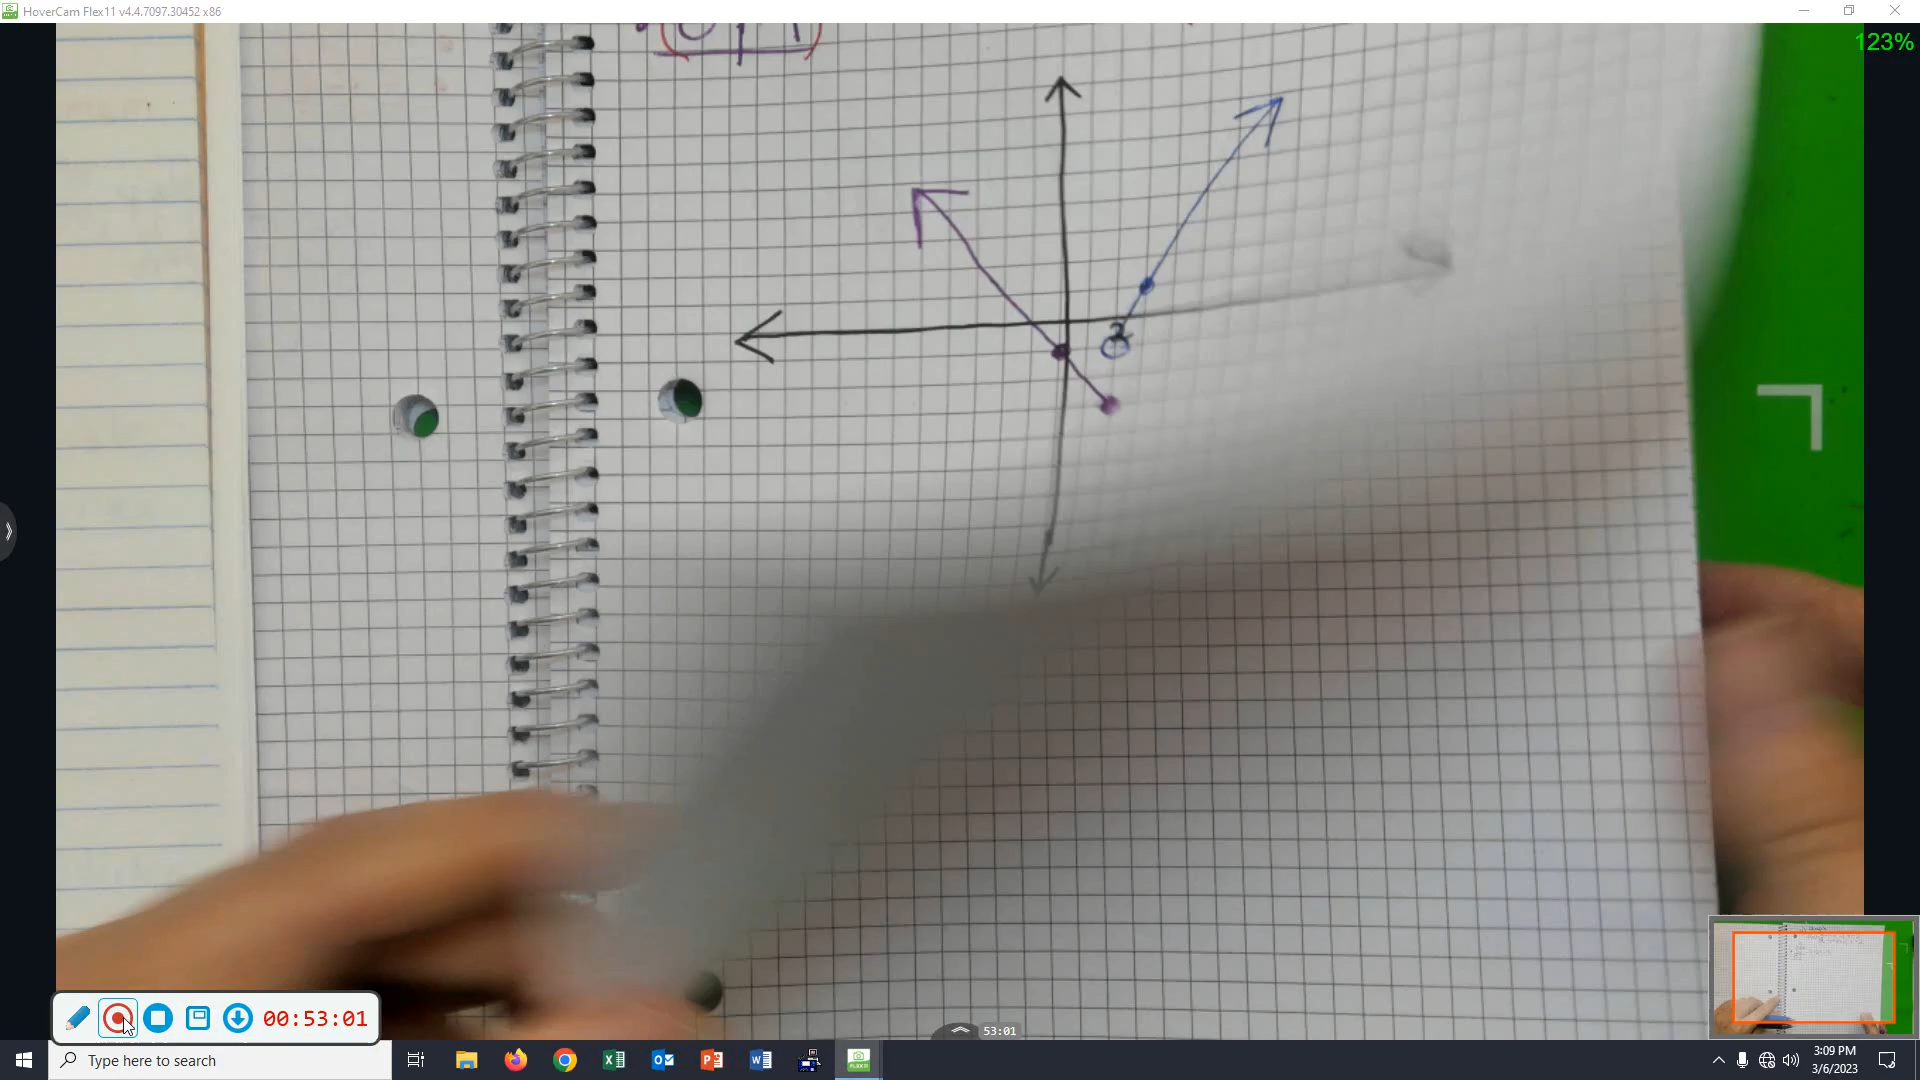 HoverCam Flex11 v4.4.7097.30452 x86
123%
2
00:53:01
53:01
Type here to search
3:09 PM
3/6/2023